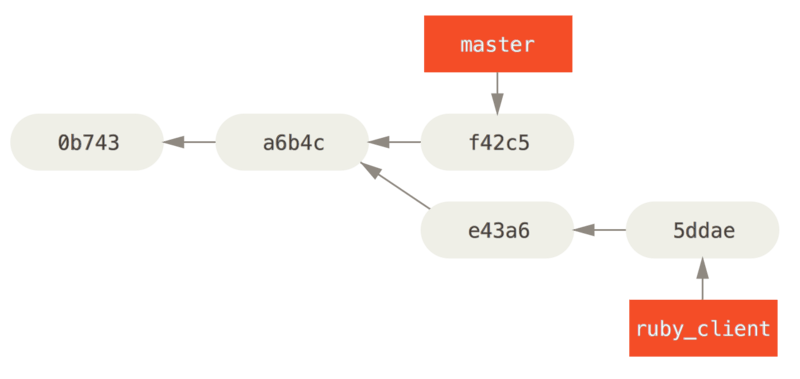 master
0b743
a6b4c
f42c5
e43a6
5ddae
ruby_client